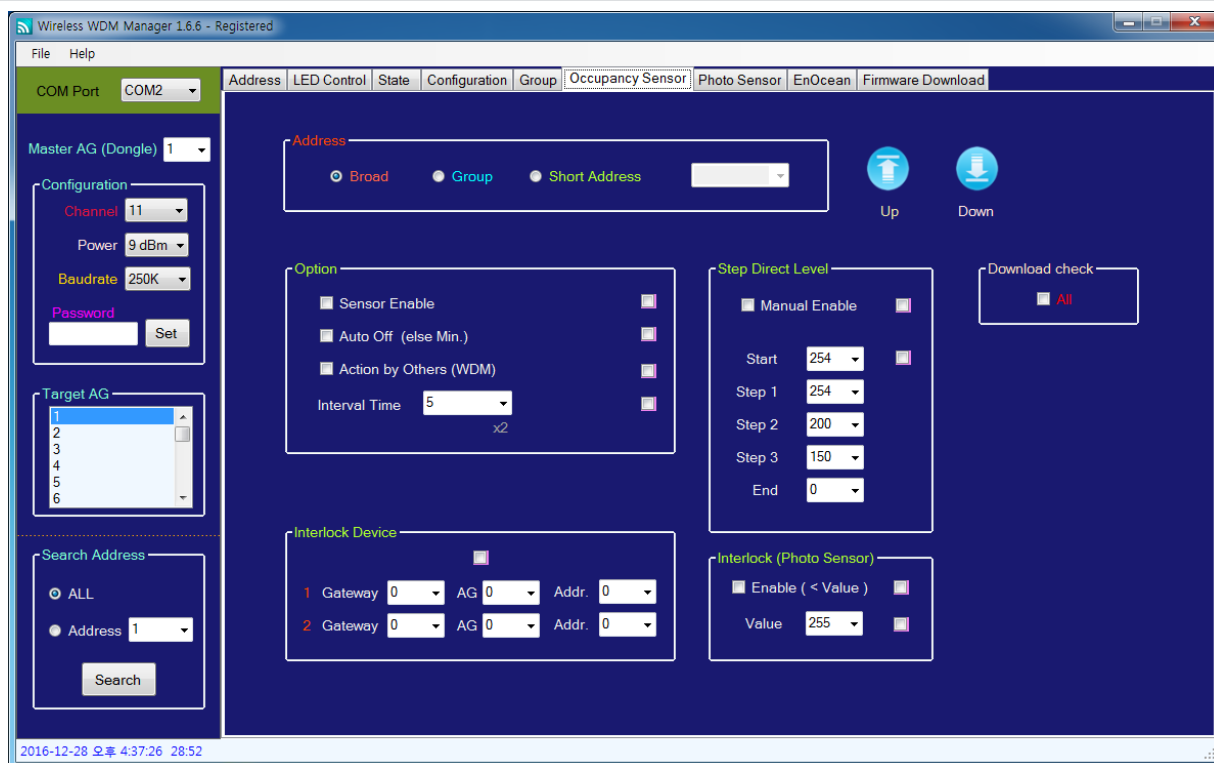 Wireless WDM Manager 1.6.6 - Registered
File Help
COM Port COM2
Address LED Control State Configuration Group Occupancy Sensor Photo Sensor EnOcean Firmware Download
Master AG (Dongle) 1
Configuration
Channel 11
Power 9 dBm
Baudrate 250K
Password
Set
Target AG
1
2
3
4
5
6
Search Address
ALL
Address 1
Search
Address
Broad Group Short Address
Up Down
Option
Sensor Enable
Auto Off (else Min.)
Action by Others (WDM)
Interval Time 5
x2
Step Direct Level
Manual Enable
Start 254
Step 1 254
Step 2 200
Step 3 150
End 0
Download check
All
Interlock Device
1 Gateway 0 AG 0 Addr. 0
2 Gateway 0 AG 0 Addr. 0
Interlock (Photo Sensor)
Enable ( < Value )
Value 255
2016-12-28 오후 4:37:26 28:52